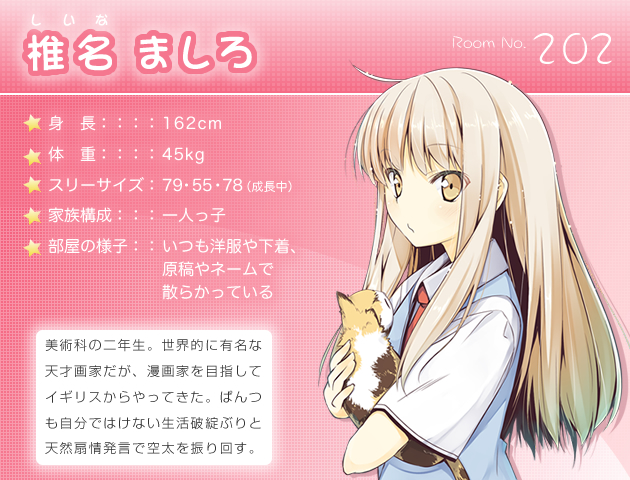 しいな
椎名 ましろ
Room No. 202
身　長：：：：162cm
体　重：：：：45kg
スリーサイズ：79･55･78（成長中）
家族構成：：：一人っ子
部屋の様子：：いつも洋服や下着、
原稿やネームで
散らかっている
美術科の二年生。世界的に有名な
天才画家だが、漫画家を目指して
イギリスからやってきた。ぱんつ
も自分ではけない生活破綻ぶりと
天然扇情発言で空太を振り回す。